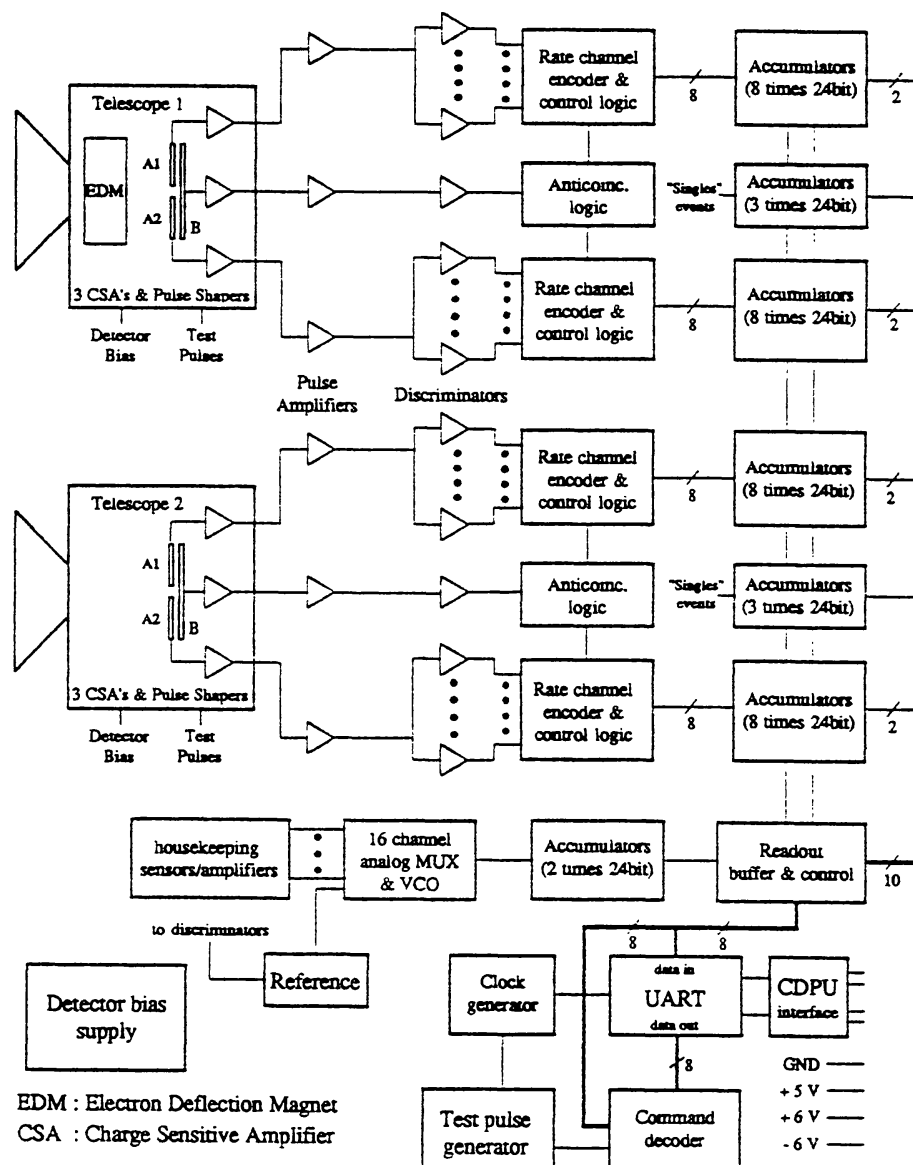 Telescope 1
EDM
A1
A2
B
3 CSA's & Pulse Shapers
Detector
Bias
Test
Pulses
Rate channel
encoder &
control logic
8
Accumulators
(8 times 24bit)
2
Anticoinc.
logic
"Singles"
events
Accumulators
(3 times 24bit)
Rate channel
encoder &
control logic
8
Accumulators
(8 times 24bit)
2
Pulse
Amplifiers
Discriminators
Telescope 2
A1
A2
B
3 CSA's & Pulse Shapers
Detector
Bias
Test
Pulses
Rate channel
encoder &
control logic
8
Accumulators
(8 times 24bit)
2
Anticoinc.
logic
"Singles"
events
Accumulators
(3 times 24bit)
Rate channel
encoder &
control logic
8
Accumulators
(8 times 24bit)
2
housekeeping
sensors/amplifiers
16 channel
analog MUX
& VCO
Accumulators
(2 times 24bit)
Readout
buffer & control
10
to discriminators
Reference
8
8
Detector bias
supply
Clock
generator
data in
UART
data out
CDPU
interface
8
GND
+ 5 V
+ 6 V
- 6 V
Test pulse
generator
Command
decoder
EDM : Electron Deflection Magnet
CSA : Charge Sensitive Amplifier